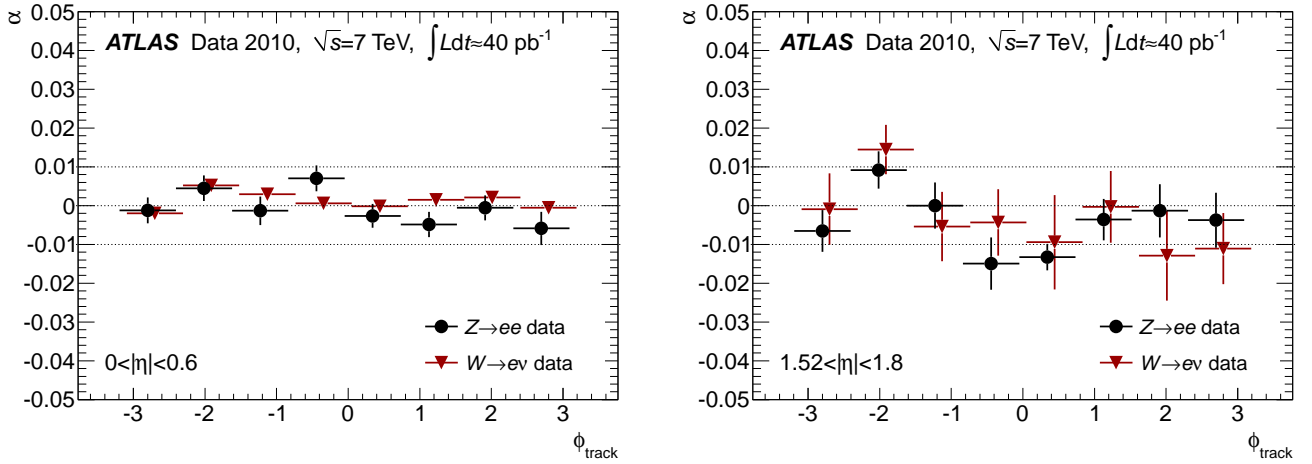 α
0.05
0.04
0.03
0.02
0.01
0
-0.01
-0.02
-0.03
-0.04
-0.05
ATLAS Data 2010, √s=7 TeV, ∫Ldt≈40 pb⁻¹
Z→ee data
W→eν data
0<|η|<0.6
-3 -2 -1 0 1 2 3
ϕtrack
α
0.05
0.04
0.03
0.02
0.01
0
-0.01
-0.02
-0.03
-0.04
-0.05
ATLAS Data 2010, √s=7 TeV, ∫Ldt≈40 pb⁻¹
Z→ee data
W→eν data
1.52<|η|<1.8
-3 -2 -1 0 1 2 3
ϕtrack